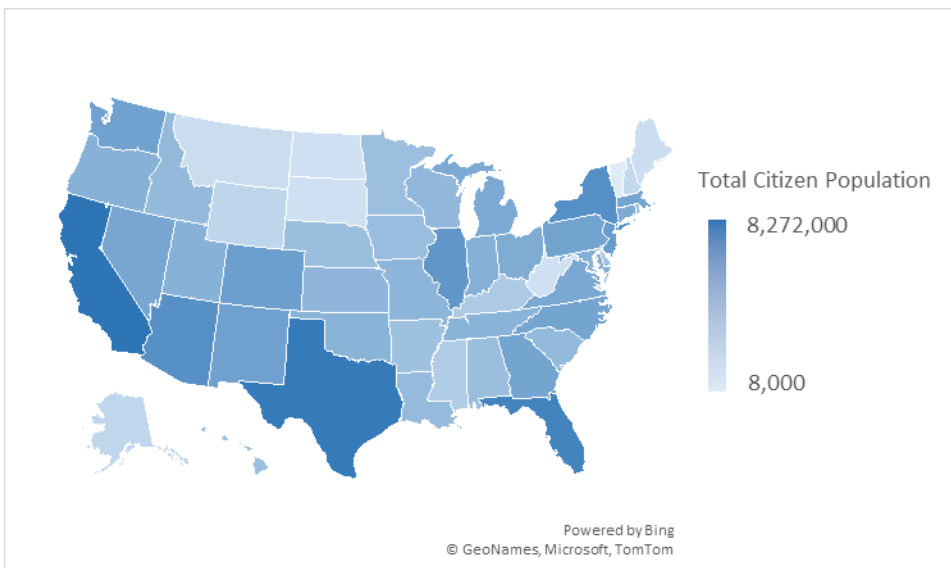 Total Citizen Population
8,272,000
8,000
Powered by Bing
© GeoNames, Microsoft, TomTom